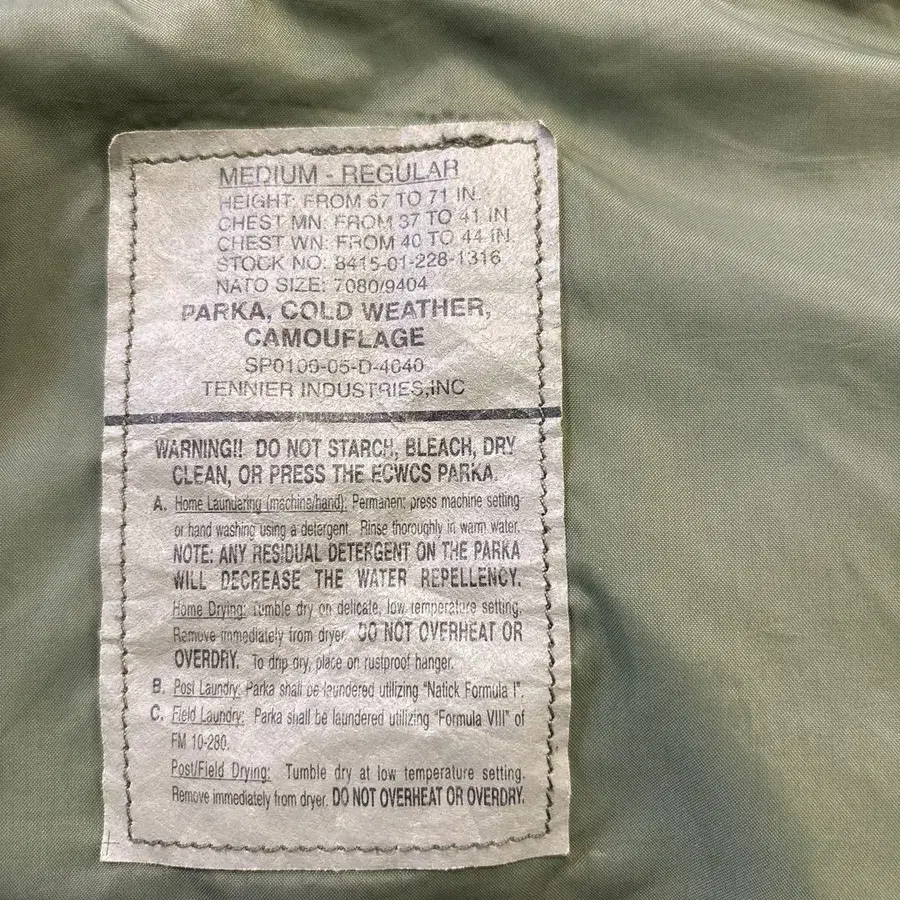 MEDIUM - REGULAR
HEIGHT: FROM 67 TO 71 IN.
CHEST MN: FROM 37 TO 41 IN
CHEST WN: FROM 40 TO 44 IN.
STOCK NO: 8415-01-228-1316
NATO SIZE: 7080/9404
PARKA, COLD WEATHER,
CAMOUFLAGE
SP0100-05-D-4040
TENNIER INDUSTRIES,INC
WARNING!! DO NOT STARCH, BLEACH, DRY
CLEAN, OR PRESS THE ECWCS PARKA.
A. Home Laundering (machine/hand): Permanent press machine setting
or hand washing using a detergent. Rinse thoroughly in warm water.
NOTE: ANY RESIDUAL DETERGENT ON THE PARKA
WILL DECREASE THE WATER REPELLENCY.
Home Drying: Tumble dry on delicate, low temperature setting.
Remove immediately from dryer. DO NOT OVERHEAT OR
OVERDRY. To drip dry, place on rustproof hanger.
B. Post Laundry: Parka shall be laundered utilizing "Natick Formula I".
C. Field Laundry: Parka shall be laundered utilizing "Formula VIII" of
FM 10-280.
Post/Field Drying: Tumble dry at low temperature setting.
Remove immediately from dryer. DO NOT OVERHEAT OR OVERDRY.